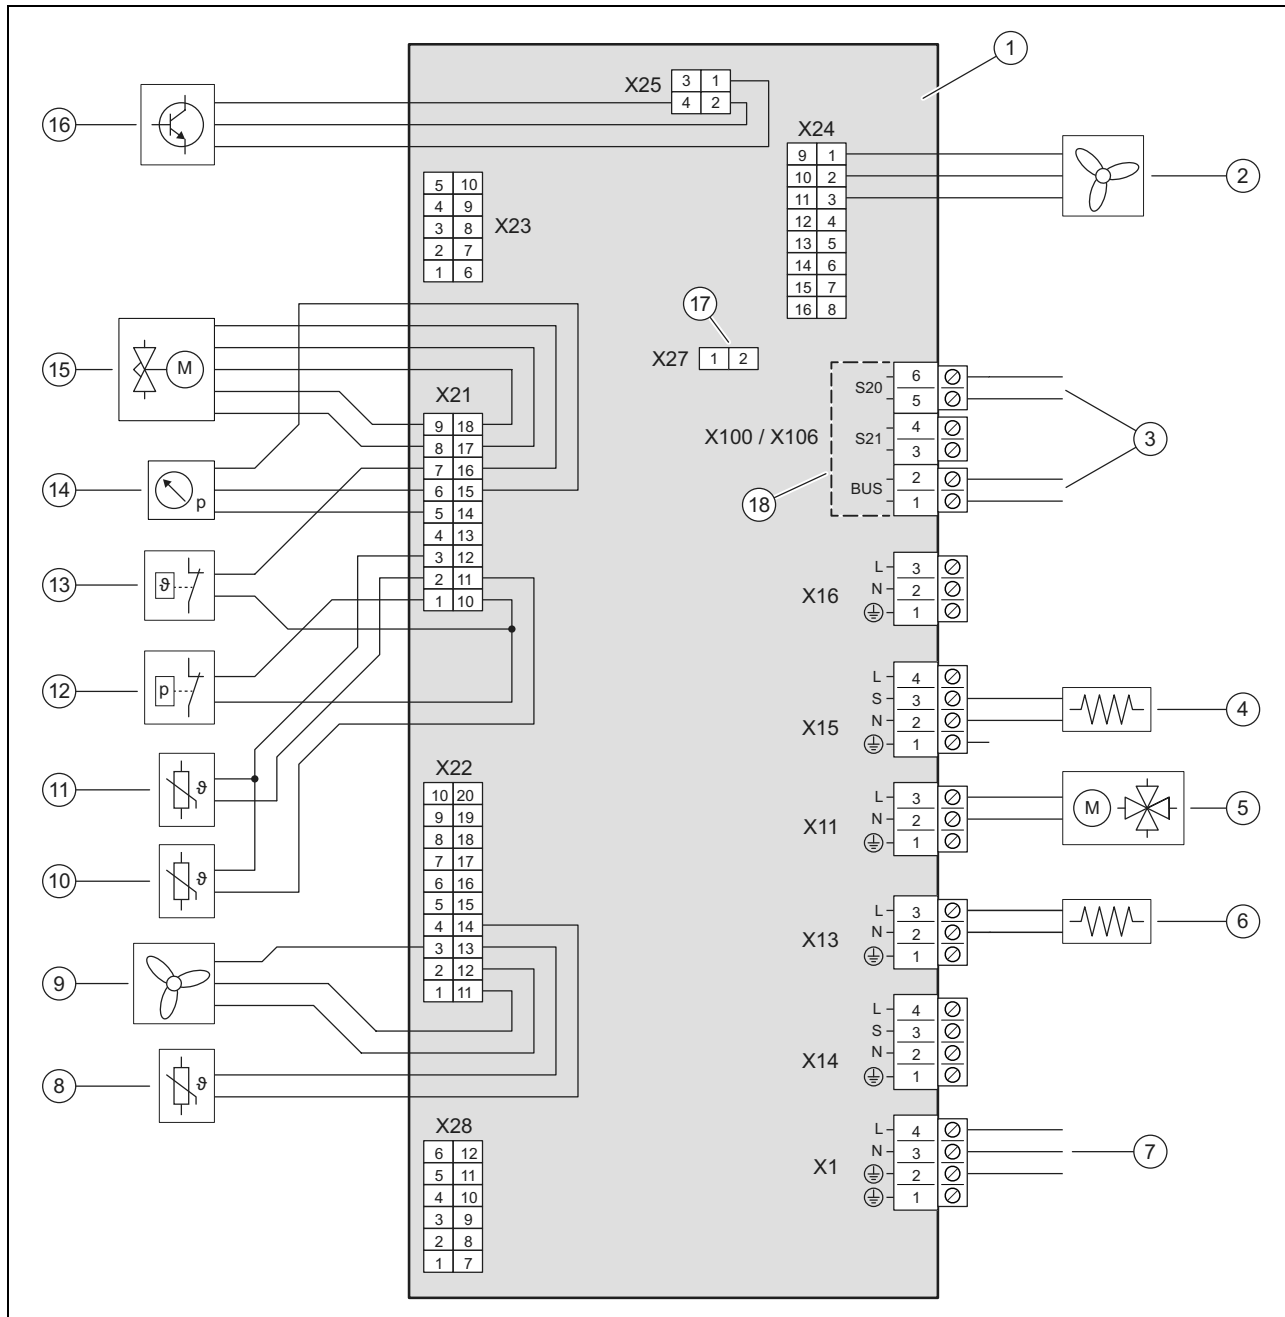 1
X25
3 1
4 2
16
X24
9 1
10 2
11 3
12 4
13 5
14 6
15 7
16 8
2
5 10
4 9
3 8
2 7
1 6
X23
17
X27
1 2
15
M
X21
9 18
8 17
7 16
6 15
5 14
4 13
3 12
2 11
1 10
X100 / X106
S20
6
5
S21
4
3
BUS
2
1
3
18
14
p
13
ϑ
12
p
X16
L 3
N 2
1
X15
L 4
S 3
N 2
1
4
11
ϑ
10
ϑ
X22
10 20
9 19
8 18
7 17
6 16
5 15
4 14
3 13
2 12
1 11
X11
L 3
N 2
1
M
5
X13
L 3
N 2
1
6
9
X14
L 4
S 3
N 2
1
8
ϑ
X28
6 12
5 11
4 10
3 9
2 8
1 7
X1
L 4
N 3
2
1
7